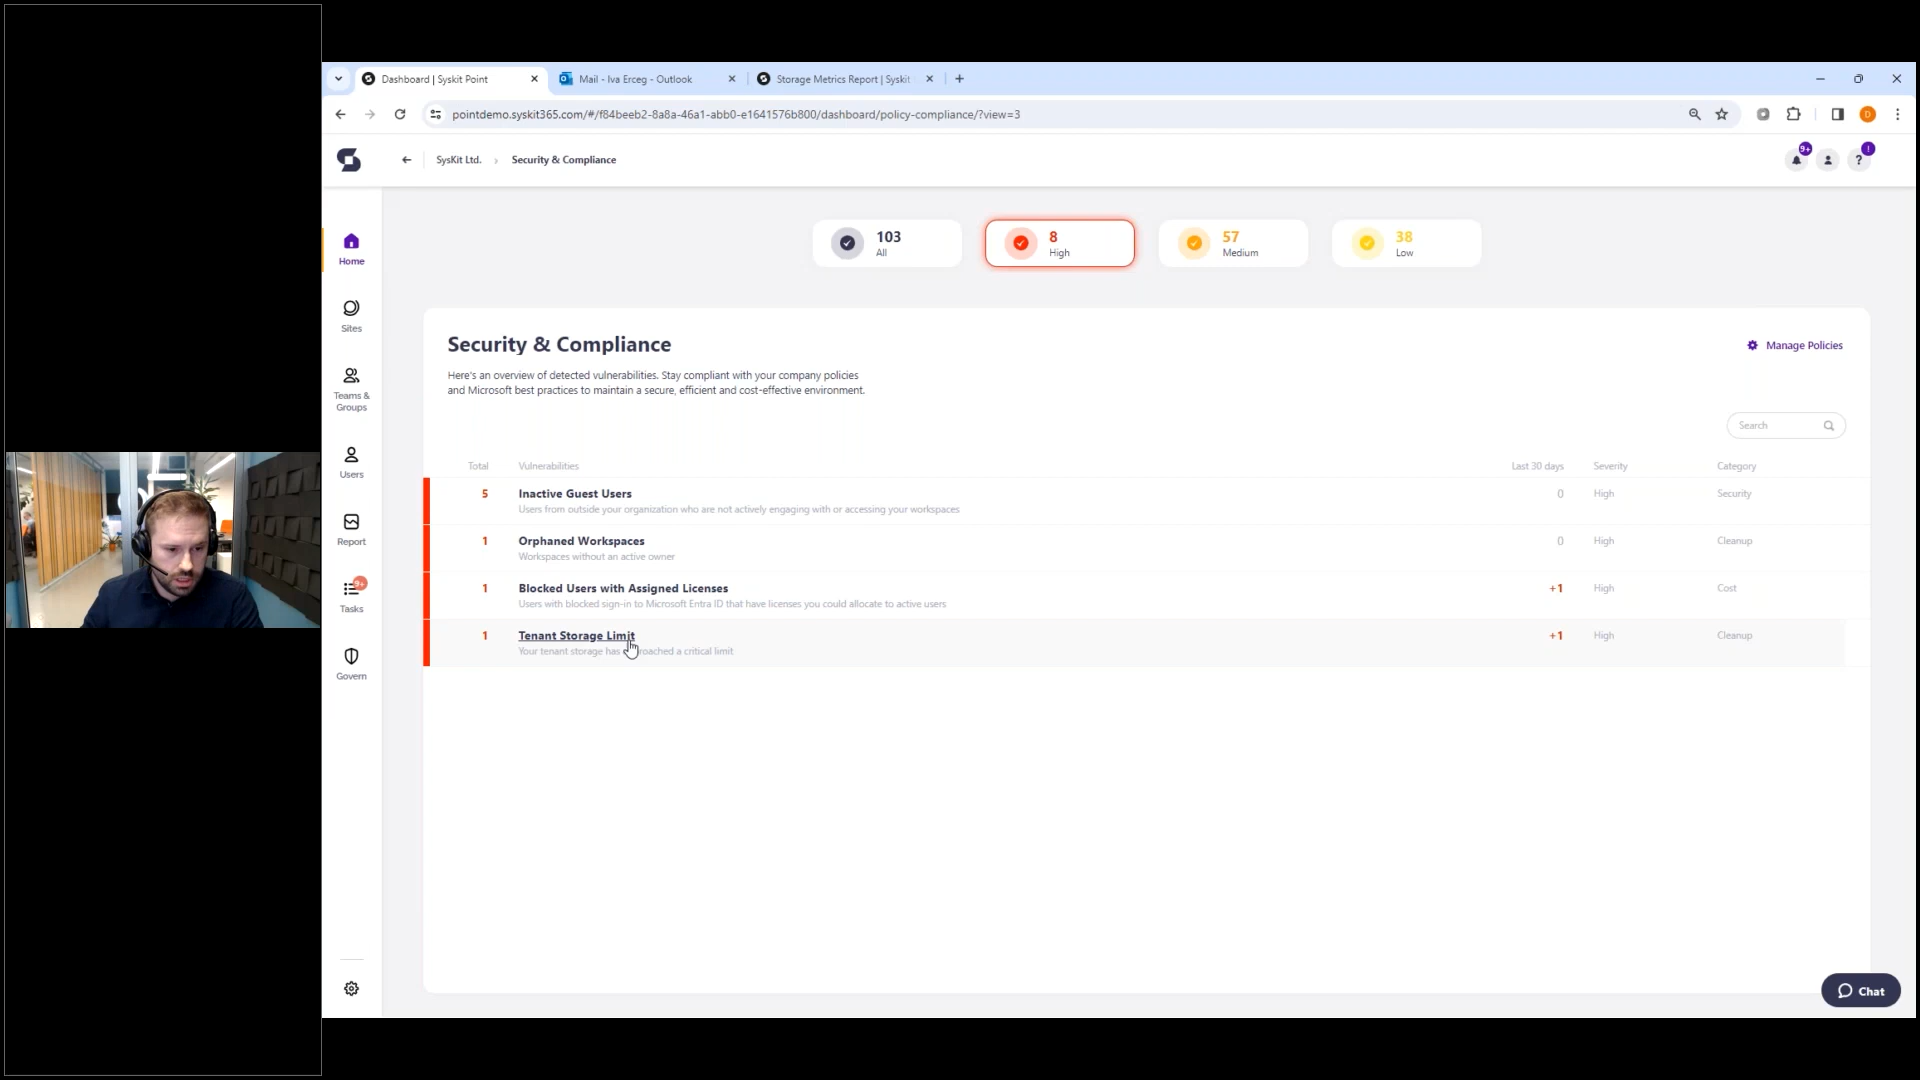 Dashboard | Syskit Point
Mail - Iva Erceg - Outlook
Storage Metrics Report | Syskit
pointdemo.syskit365.com/#/f84beeb2-8a8a-46a1-abb0-e1641576b800/dashboard/policy-compliance/?view=3
D
SysKit Ltd.
Security & Compliance
9+
!
?
Home
Sites
Teams &
Groups
Users
Report
9+
Tasks
Govern
103
All
8
High
57
Medium
38
Low
Security & Compliance
Manage Policies
Here's an overview of detected vulnerabilities. Stay compliant with your company policies
and Microsoft best practices to maintain a secure, efficient and cost-effective environment.
Search
Total Vulnerabilities Last 30 days Severity Category
5 Inactive Guest Users 0 High Security
Users from outside your organization who are not actively engaging with or accessing your workspaces
1 Orphaned Workspaces 0 High Cleanup
Workspaces without an active owner
1 Blocked Users with Assigned Licenses +1 High Cost
Users with blocked sign-in to Microsoft Entra ID that have licenses you could allocate to active users
1 Tenant Storage Limit +1 High Cleanup
Your tenant storage has roached a critical limit
Chat